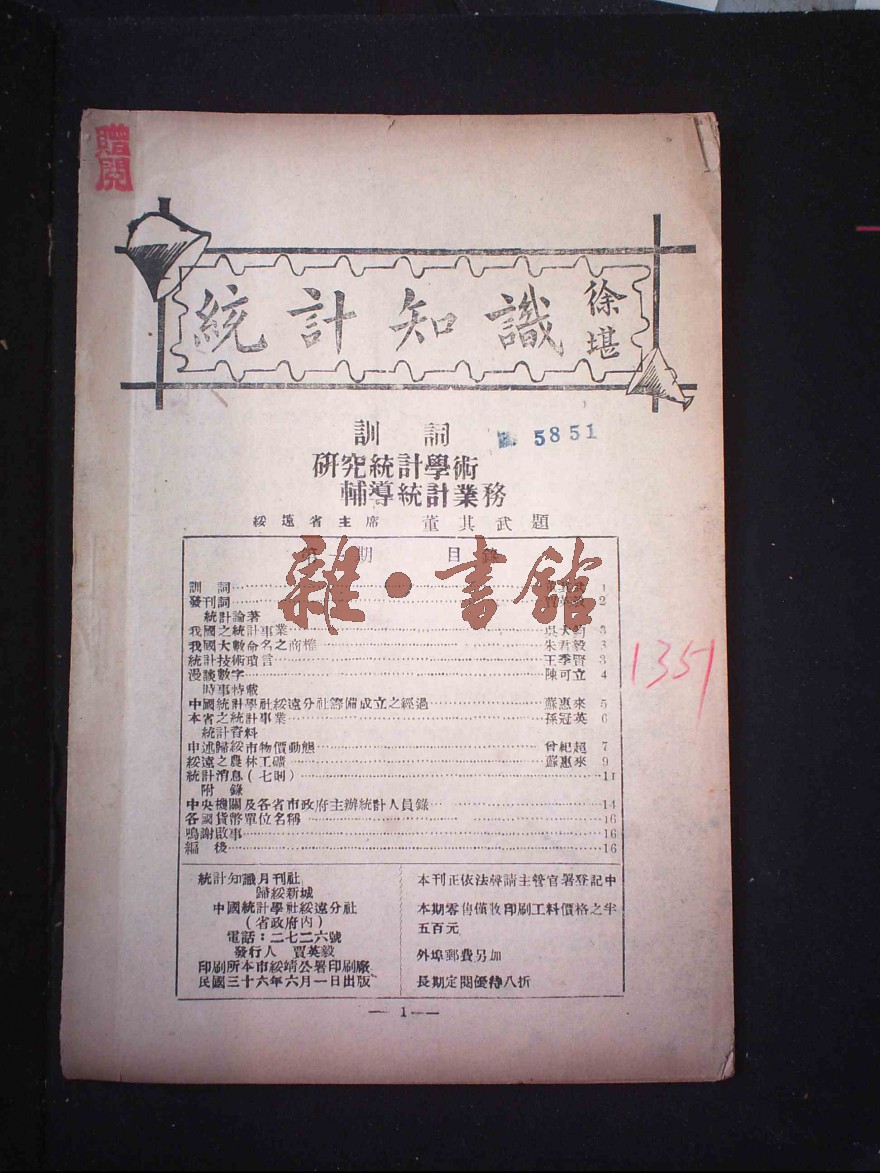 贈閱
統計知識
徐堪
訓詞
5851
研究統計學術
輔導統計業務
綏遠省主席 董其武題
第一期 目錄
雜·書館
訓 詞 1
發刊詞 2
統計論著
我國之統計事業 吳大鈞 3
我國大數命名之商榷 朱君毅 3
統計技術瑣言 王季賢 3
漫談數字 陳可立 4
時事特載
中國統計學社綏遠分社籌備成立之經過 蘇惠來 5
本省之統計事業 孫冠英 6
統計資料
申述歸綏市物價動態 曾紀超 7
綏遠之農林工礦 蘇惠來 9
統計消息(七則) 11
附 錄
中央機關及各省市政府主辦統計人員錄 14
各國貨幣單位名稱 16
鳴謝啟事 16
編 後 16
1351
統計知識月刊社
歸綏新城
中國統計學社綏遠分社
(省政府內)
電話:二七二六號
發行人 賈英毅
印刷所本市綏靖公署印刷廠
民國三十六年六月一日出版
本刊正依法聲請主管官署登記中
本期零售僅收印刷工料價格之半
五百元
外埠郵費另加
長期定閱優待八折
— 1 —